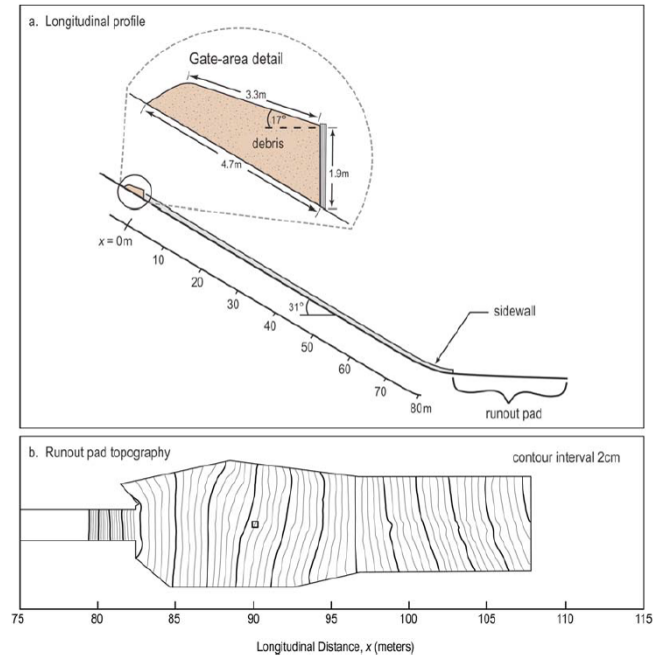 a. Longitudinal profile
Gate-area detail
3.3m
17°
debris
4.7m
1.9m
x = 0m
10
20
30
40
50
60
70
80m
31°
sidewall
runout pad
b. Runout pad topography
contour interval 2cm
75 80 85 90 95 100 105 110 115
Longitudinal Distance, x (meters)